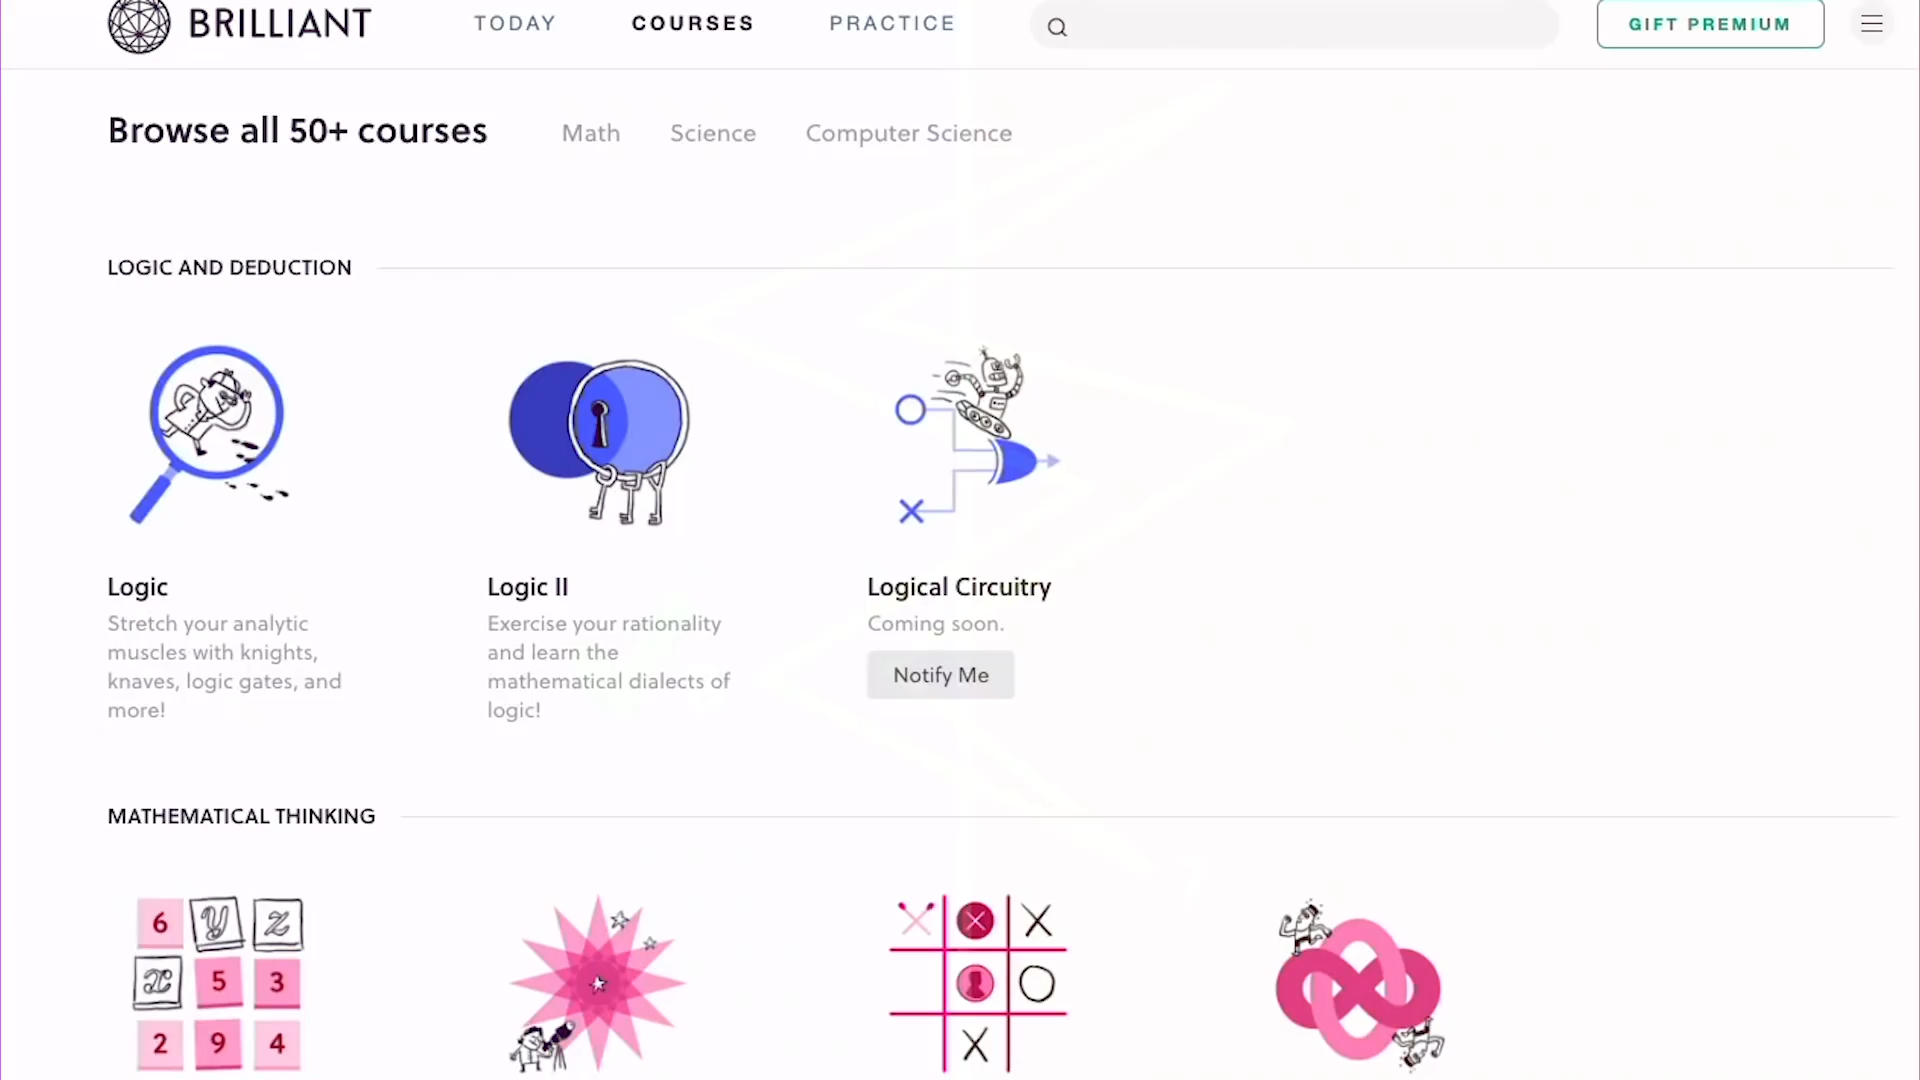 BRILLIANT TODAY COURSES PRACTICE GIFT PREMIUM
Browse all 50+ courses Math Science Computer Science
LOGIC AND DEDUCTION
Logic
Stretch your analytic
muscles with knights,
knaves, logic gates, and
more!
Logic II
Exercise your rationality
and learn the
mathematical dialects of
logic!
Logical Circuitry
Coming soon.
Notify Me
MATHEMATICAL THINKING
6 y z
x 5 3
2 9 4
X X X
O
X